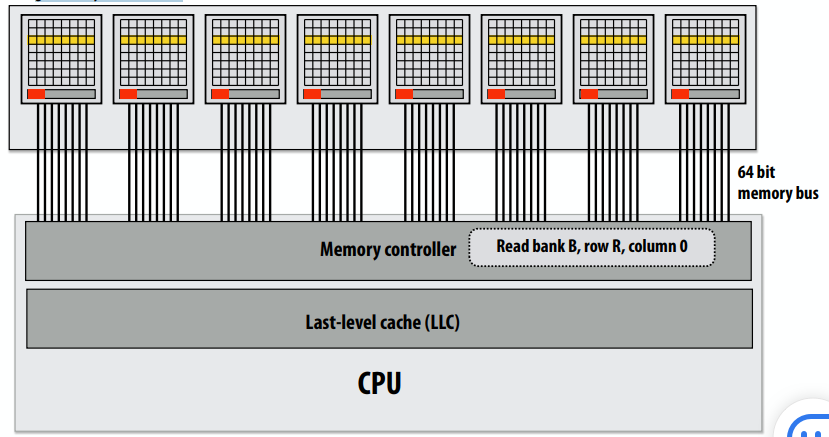 64 bit
memory bus
Memory controller
Read bank B, row R, column 0
Last-level cache (LLC)
CPU